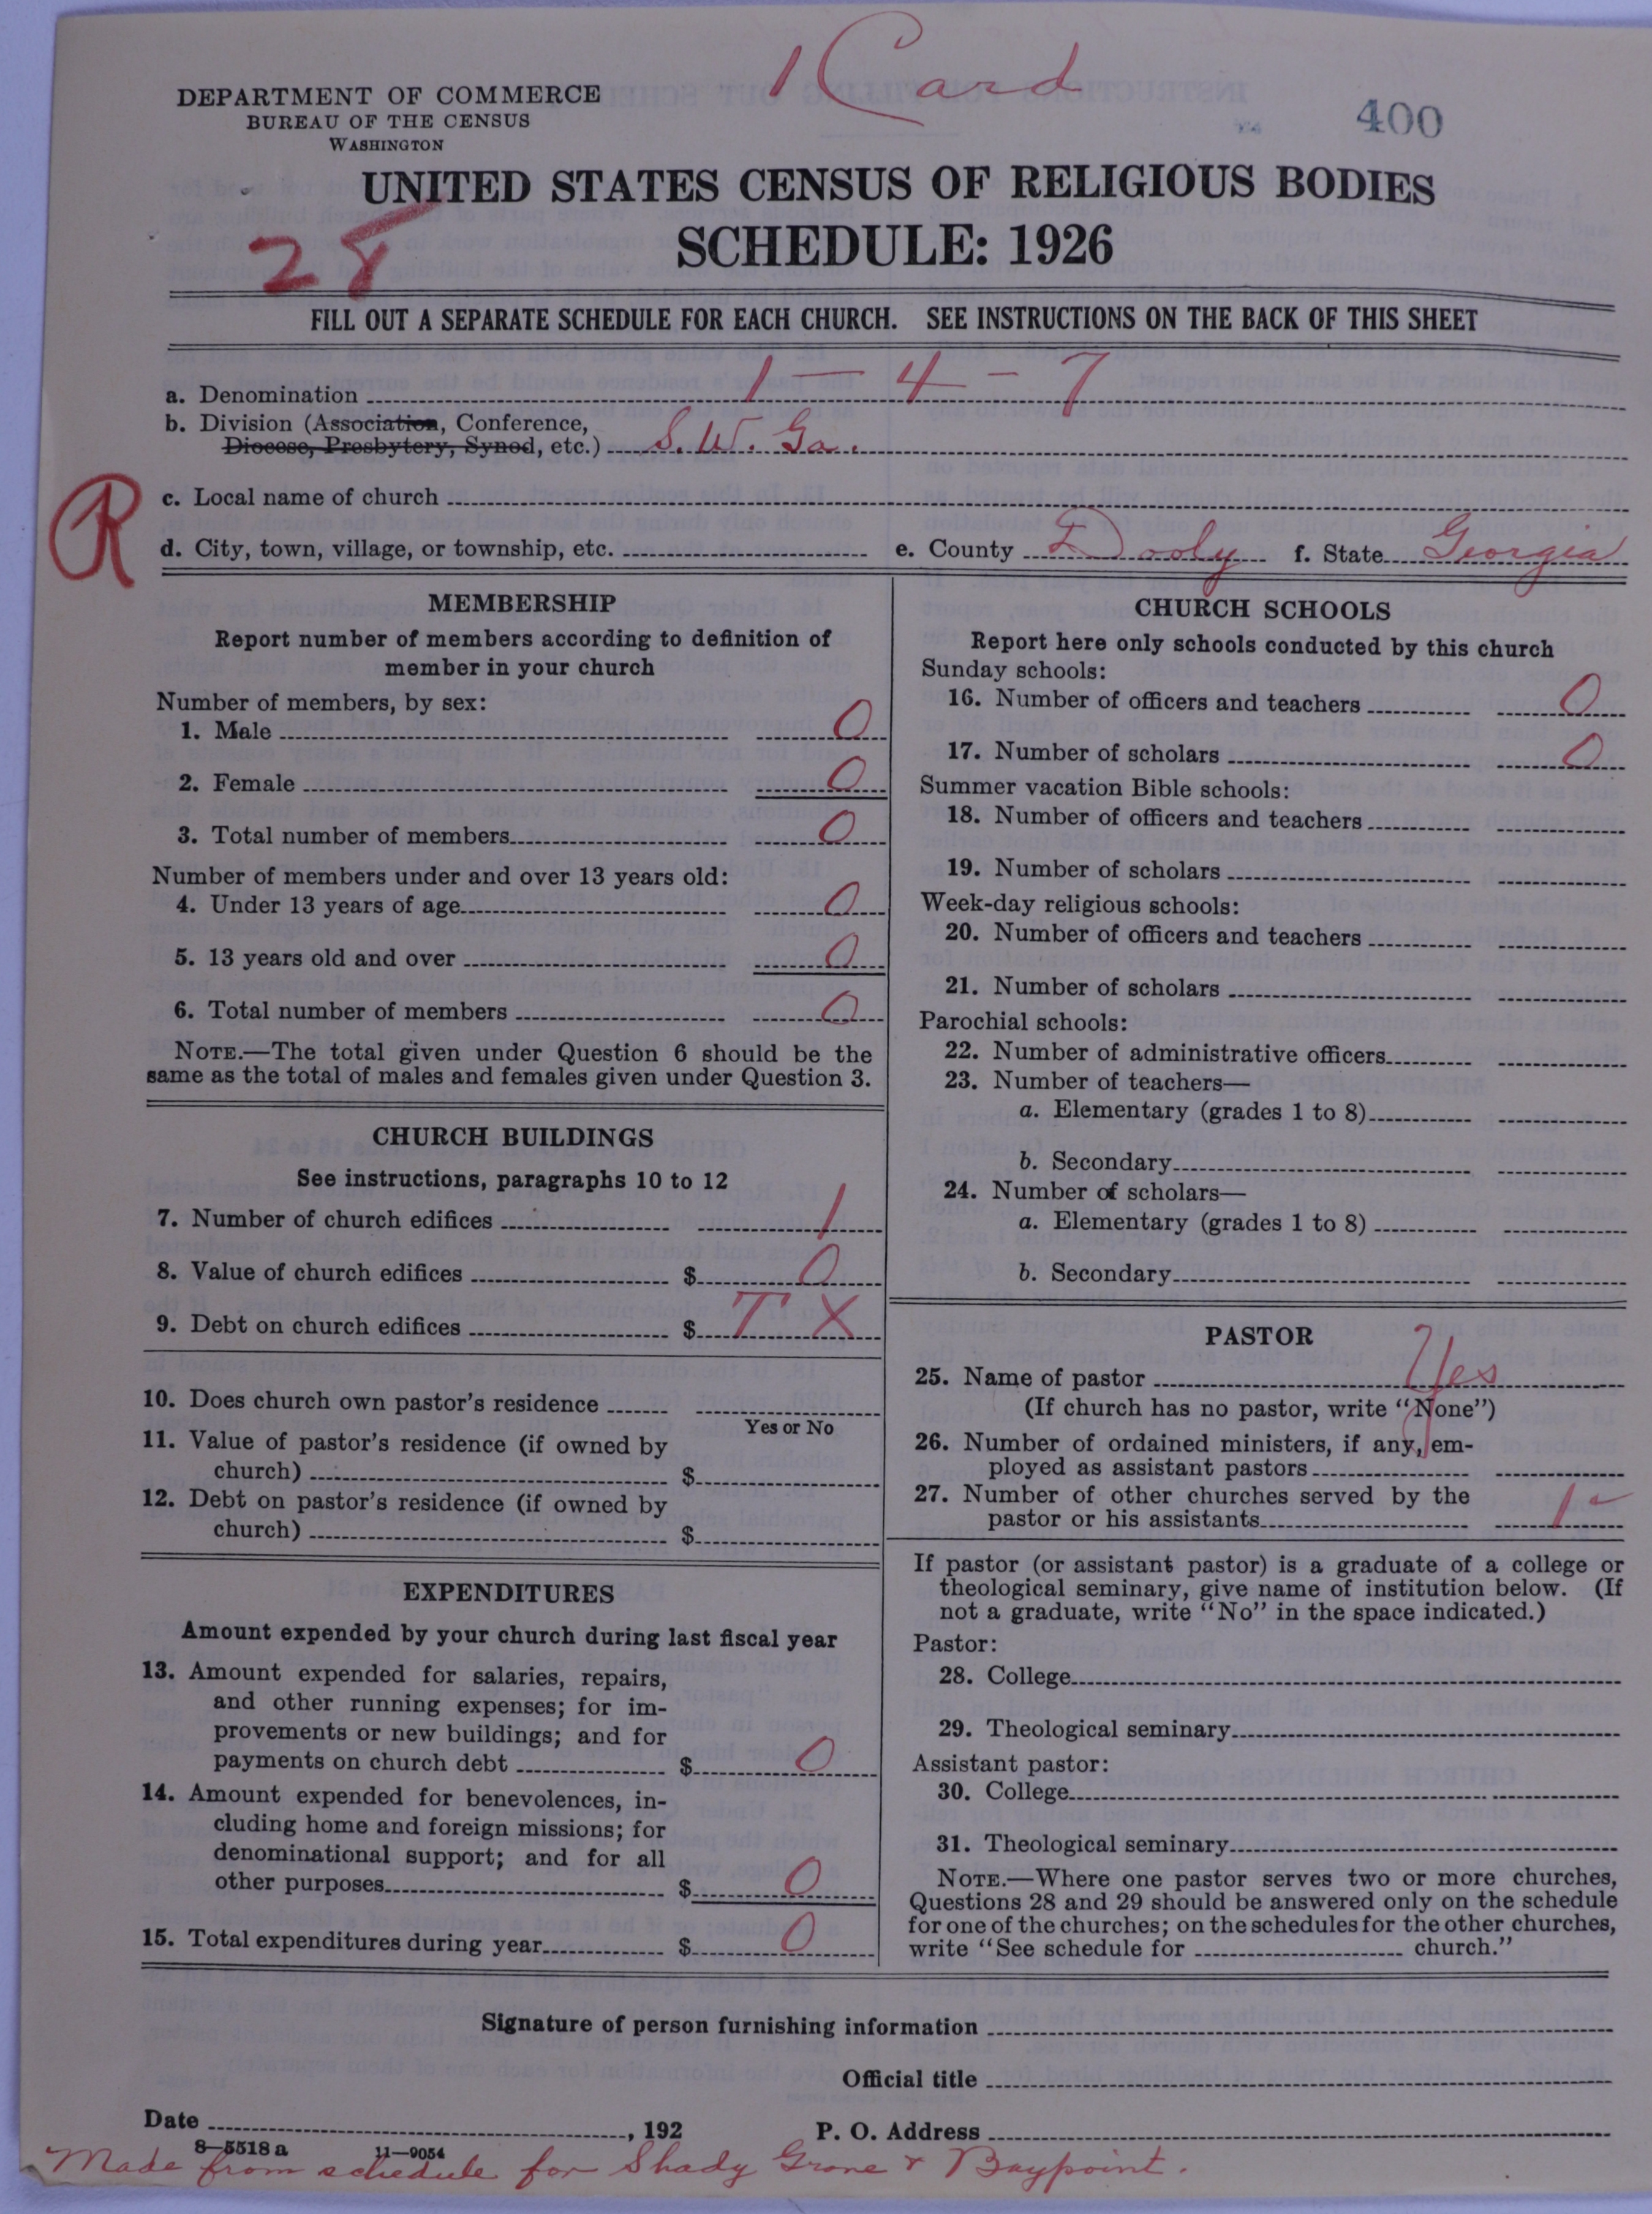 1 Card
DEPARTMENT OF COMMERCE
BUREAU OF THE CENSUS
WASHINGTON
400
UNITED STATES CENSUS OF RELIGIOUS BODIES
28
SCHEDULE: 1926
FILL OUT A SEPARATE SCHEDULE FOR EACH CHURCH. SEE INSTRUCTIONS ON THE BACK OF THIS SHEET
a. Denomination 1 – 4 – 7
b. Division (Association, Conference,
Diocese, Presbytery, Synod, etc.) S. W. Ga.
R
c. Local name of church
d. City, town, village, or township, etc. e. County Dooly f. State Georgia
MEMBERSHIP
Report number of members according to definition of
member in your church
Number of members, by sex:
1. Male 0
2. Female 0
3. Total number of members 0
Number of members under and over 13 years old:
4. Under 13 years of age 0
5. 13 years old and over 0
6. Total number of members 0
NOTE.—The total given under Question 6 should be the
same as the total of males and females given under Question 3.
CHURCH BUILDINGS
See instructions, paragraphs 10 to 12
7. Number of church edifices 1
8. Value of church edifices $ 0
9. Debt on church edifices $ T X
10. Does church own pastor's residence
Yes or No
11. Value of pastor's residence (if owned by
church) $
12. Debt on pastor's residence (if owned by
church) $
EXPENDITURES
Amount expended by your church during last fiscal year
13. Amount expended for salaries, repairs,
and other running expenses; for im-
provements or new buildings; and for
payments on church debt $ 0
14. Amount expended for benevolences, in-
cluding home and foreign missions; for
denominational support; and for all
other purposes $ 0
15. Total expenditures during year $ 0
CHURCH SCHOOLS
Report here only schools conducted by this church
Sunday schools:
16. Number of officers and teachers 0
17. Number of scholars 0
Summer vacation Bible schools:
18. Number of officers and teachers
19. Number of scholars
Week-day religious schools:
20. Number of officers and teachers
21. Number of scholars
Parochial schools:
22. Number of administrative officers
23. Number of teachers—
a. Elementary (grades 1 to 8)
b. Secondary
24. Number of scholars—
a. Elementary (grades 1 to 8)
b. Secondary
PASTOR
25. Name of pastor Yes
(If church has no pastor, write "None")
26. Number of ordained ministers, if any, em-
ployed as assistant pastors
27. Number of other churches served by the
pastor or his assistants 1-
If pastor (or assistant pastor) is a graduate of a college or
theological seminary, give name of institution below. (If
not a graduate, write "No" in the space indicated.)
Pastor:
28. College
29. Theological seminary
Assistant pastor:
30. College
31. Theological seminary
NOTE.—Where one pastor serves two or more churches,
Questions 28 and 29 should be answered only on the schedule
for one of the churches; on the schedules for the other churches,
write "See schedule for church."
Signature of person furnishing information
Official title
Date , 192 P. O. Address
8—5518 a 11—9054
Made from schedule for Shady Grove & Baypoint.